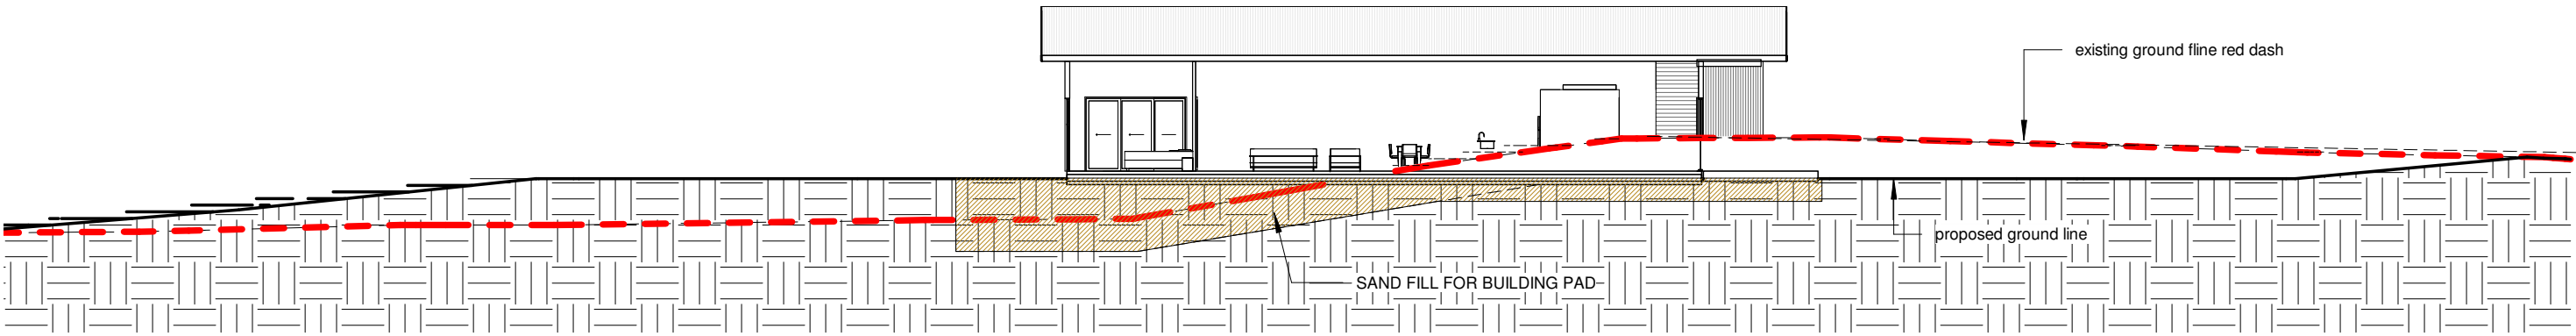 existing ground fline red dash
proposed ground line
SAND FILL FOR BUILDING PAD